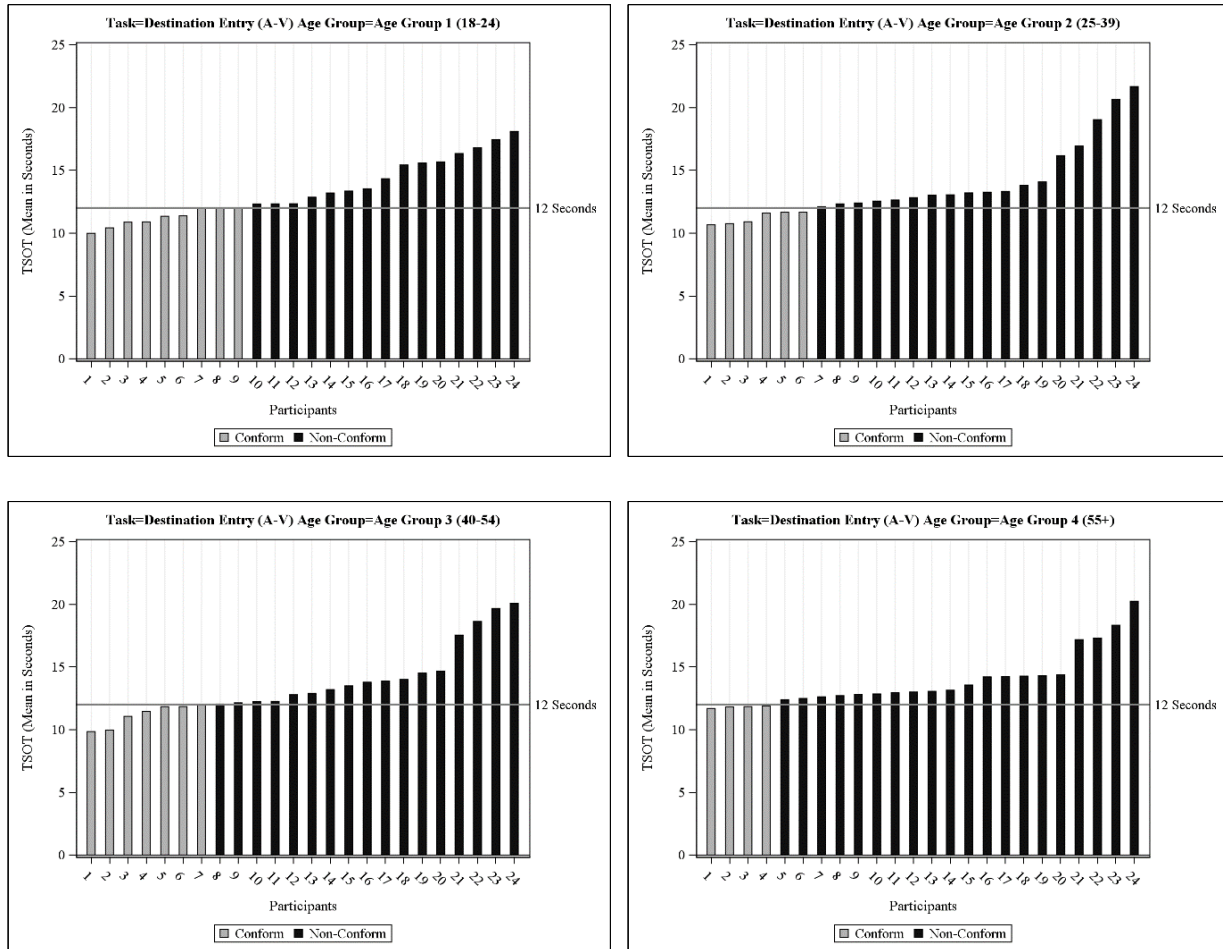 Task=Destination Entry (A-V) Age Group=Age Group 1 (18-24)
25
20
15
10
5
0
TSOT (Mean in Seconds)
12 Seconds
1 2 3 4 5 6 7 8 9 10 11 12 13 14 15 16 17 18 19 20 21 22 23 24
Participants
Conform Non-Conform
Task=Destination Entry (A-V) Age Group=Age Group 2 (25-39)
25
20
15
10
5
0
TSOT (Mean in Seconds)
12 Seconds
1 2 3 4 5 6 7 8 9 10 11 12 13 14 15 16 17 18 19 20 21 22 23 24
Participants
Conform Non-Conform
Task=Destination Entry (A-V) Age Group=Age Group 3 (40-54)
25
20
15
10
5
0
TSOT (Mean in Seconds)
12 Seconds
1 2 3 4 5 6 7 8 9 10 11 12 13 14 15 16 17 18 19 20 21 22 23 24
Participants
Conform Non-Conform
Task=Destination Entry (A-V) Age Group=Age Group 4 (55+)
25
20
15
10
5
0
TSOT (Mean in Seconds)
12 Seconds
1 2 3 4 5 6 7 8 9 10 11 12 13 14 15 16 17 18 19 20 21 22 23 24
Participants
Conform Non-Conform